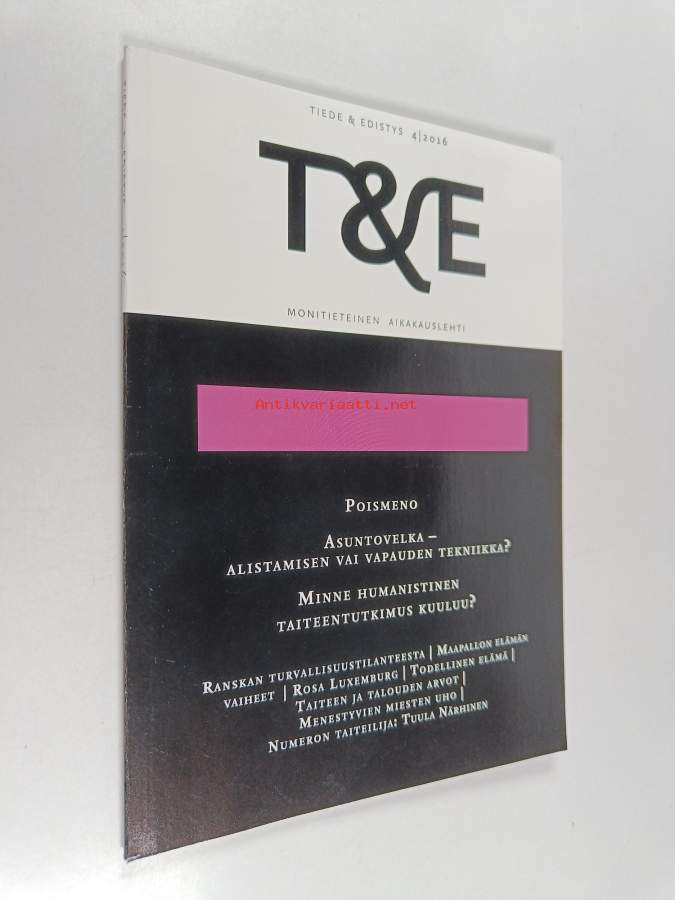 TIEDE & EDISTYS 4|2016
T&E
MONITIETEINEN AIKAKAUSLEHTI
Antikvariaatti.net
POISMENO
ASUNTOVELKA –
ALISTAMISEN VAI VAPAUDEN TEKNIIKKA?
MINNE HUMANISTINEN
TAITEENTUTKIMUS KUULUU?
RANSKAN TURVALLISUUSTILANTEESTA | MAAPALLON ELÄMÄN
VAIHEET | ROSA LUXEMBURG | TODELLINEN ELÄMÄ |
TAITEEN JA TALOUDEN ARVOT |
MENESTYVIEN MIESTEN UHO |
NUMERON TAITEILIJA: TUULA NÄRHINEN